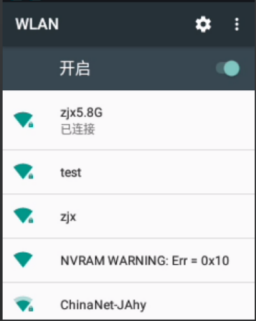 WLAN
开启
zjx5.8G
已连接
test
zjx
NVRAM WARNING: Err = 0x10
ChinaNet-JAhy